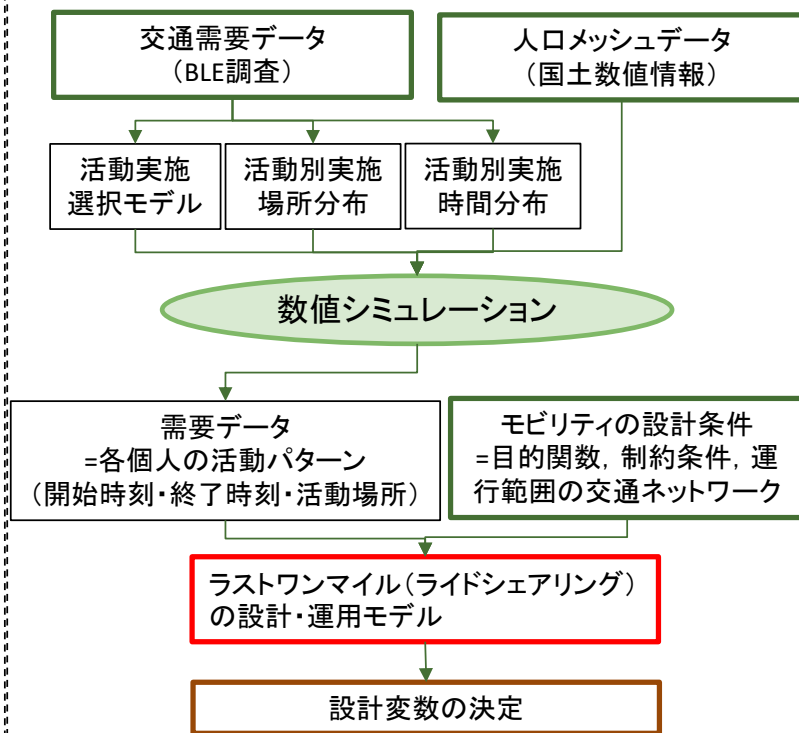 交通需要データ
（BLE調査）
人口メッシュデータ
（国土数値情報）
活動実施
選択モデル
活動別実施
場所分布
活動別実施
時間分布
数値シミュレーション
需要データ
=各個人の活動パターン
（開始時刻・終了時刻・活動場所）
モビリティの設計条件
=目的関数, 制約条件, 運
行範囲の交通ネットワーク
ラストワンマイル（ライドシェアリング）
の設計・運用モデル
設計変数の決定